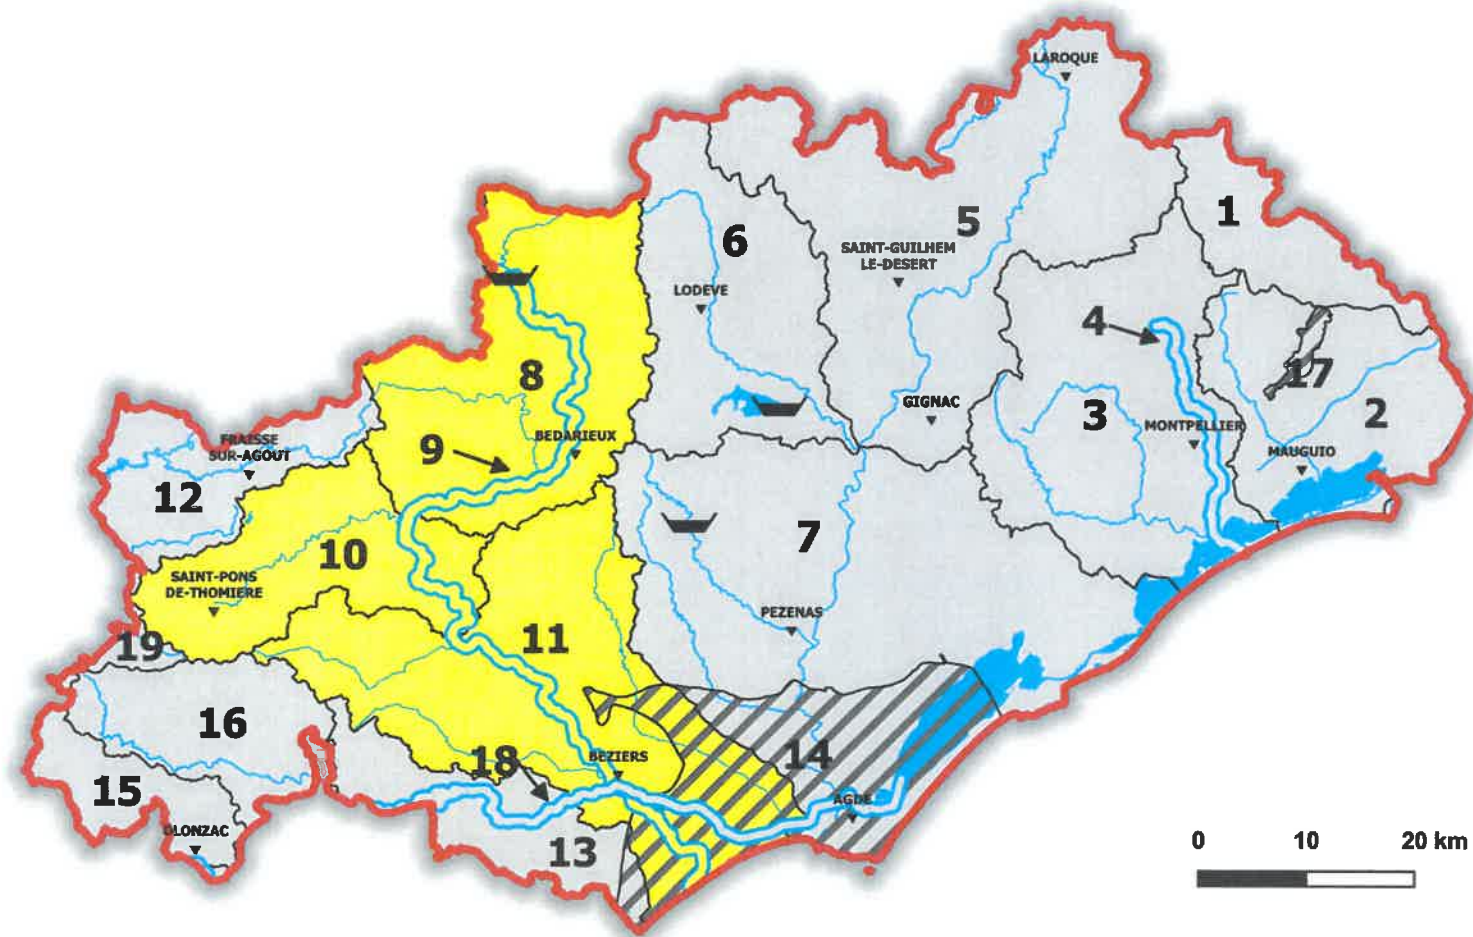 LAROQUE
1
5
6
SAINT-GUILHEM
LE-DESERT
LODEVE
4
8
17
GIGNAC
3
2
MONTPELLIER
BEDARIEUX
9
MAUGUIO
FRAISSE
SUR-AGOUT
12
7
10
SAINT-PONS
DE-THOMIERE
PEZENAS
11
19
16
14
18
BEZIERS
15
AGDE
OLONZAC
13
0 10 20 km